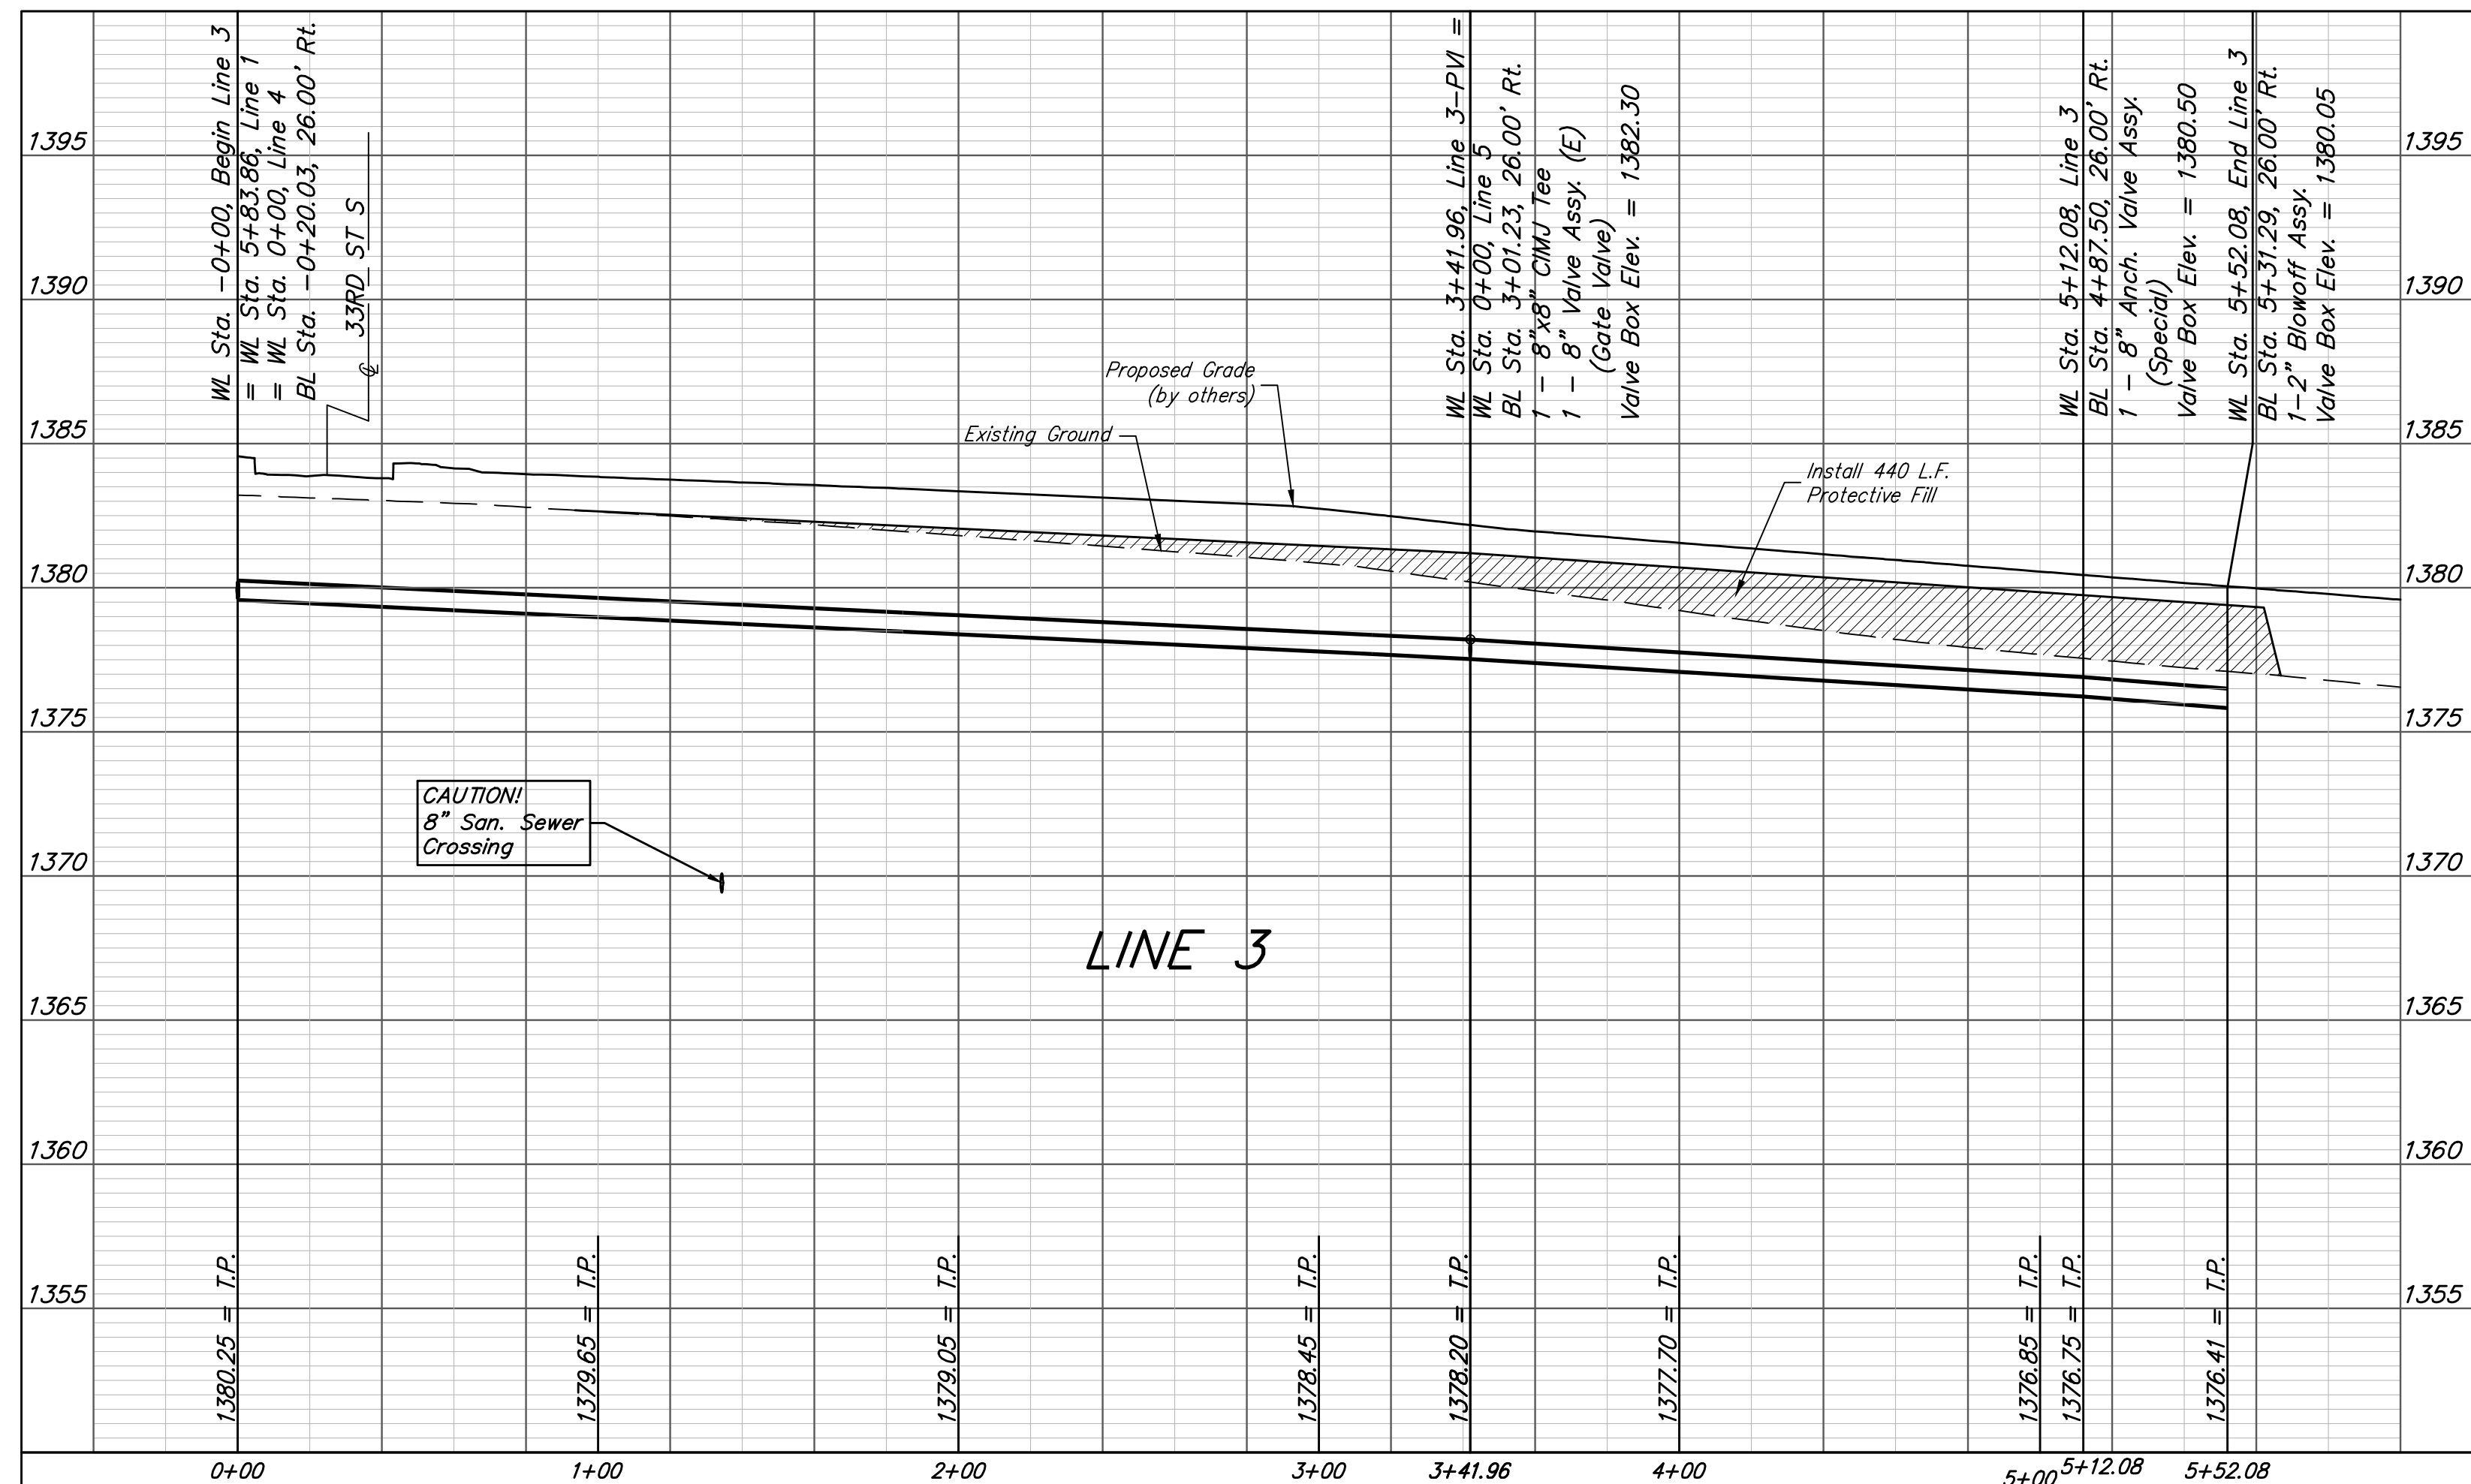 WL Sta. -0+00, Begin Line 3
= WL Sta. 5+83.86, Line 1
= WL Sta. 0+00, Line 4
BL Sta. -0+20.03, 26.00' Rt.
℄ 33RD ST S
WL Sta. 3+41.96, Line 3-PVI =
WL Sta. 0+00, Line 5
BL Sta. 3+01.23, 26.00' Rt.
1 - 8"x8" CIMJ Tee
1 - 8" Valve Assy. (E)
(Gate Valve)
Valve Box Elev. = 1382.30
WL Sta. 5+12.08, Line 3
BL Sta. 4+87.50, 26.00' Rt.
1 - 8" Anch. Valve Assy.
(Special)
Valve Box Elev. = 1380.50
WL Sta. 5+52.08, End Line 3
BL Sta. 5+31.29, 26.00' Rt.
1-2" Blowoff Assy.
Valve Box Elev. = 1380.05
1395
1395
1390
1390
Proposed Grade
(by others)
Existing Ground
1385
1385
Install 440 L.F.
Protective Fill
1380
1380
1375
1375
CAUTION!
8" San. Sewer
Crossing
1370
1370
LINE 3
1365
1365
1360
1360
1355
1355
1380.25 = T.P.
1379.65 = T.P.
1379.05 = T.P.
1378.45 = T.P.
1378.20 = T.P.
1377.70 = T.P.
1376.85 = T.P.
1376.75 = T.P.
1376.41 = T.P.
0+00
1+00
2+00
3+00
3+41.96
4+00
5+00
5+12.08
5+52.08